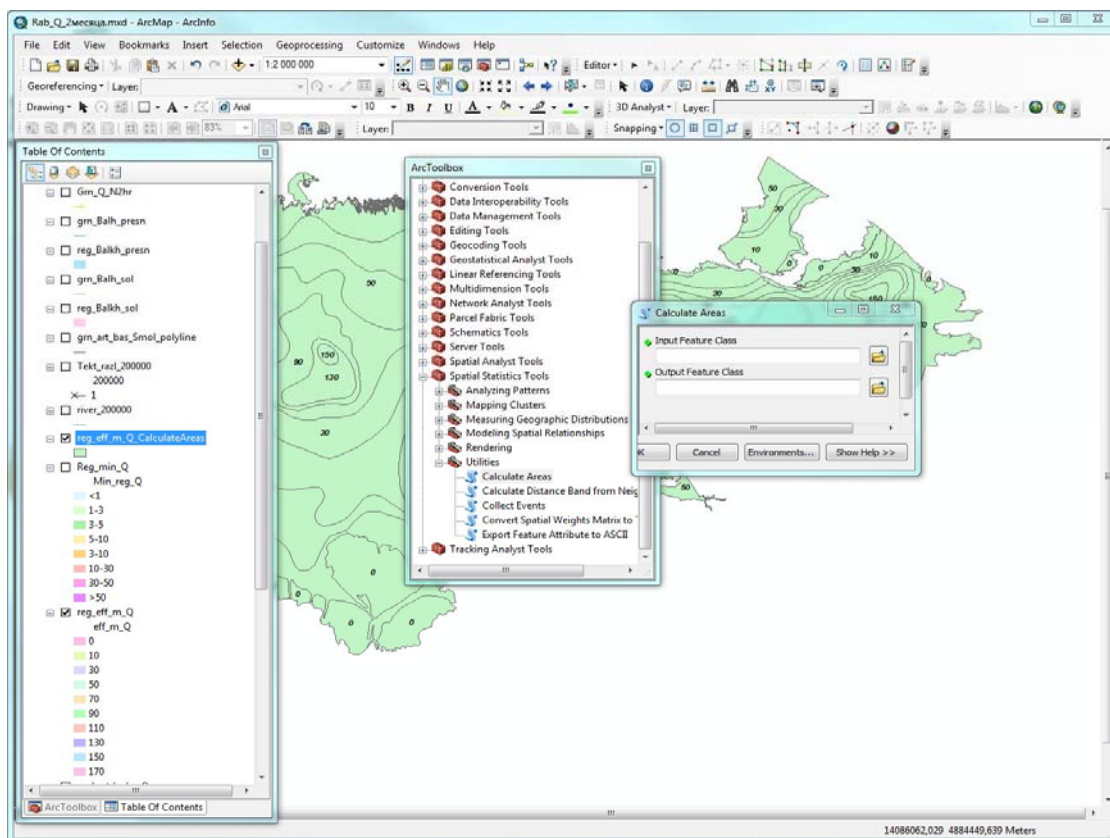 Rab_Q_2месяца.mxd - ArcMap - ArcInfo
File Edit View Bookmarks Insert Selection Geoprocessing Customize Windows Help
1:2 000 000
Editor
Georeferencing Layer:
Drawing A Arial 10 B I U A 3D Analyst Layer:
83% Layer: Snapping
Table Of Contents
Grn_Q_N2hr
grn_Balh_presn
reg_Balkh_presn
grn_Balh_sol
reg_Balkh_sol
grn_art_bas_Smol_polyline
Tekt_razl_200000
200000
1
river_200000
reg_eff_m_Q_CalculateAreas
Reg_min_Q
Min_reg_Q
<1
1-3
3-5
5-10
3-10
10-30
30-50
>50
reg_eff_m_Q
eff_m_Q
0
10
30
50
70
90
110
130
150
170
ArcToolbox Table Of Contents
50
90
150
130
30
0
0
0
ArcToolbox
Conversion Tools
Data Interoperability Tools
Data Management Tools
Editing Tools
Geocoding Tools
Geostatistical Analyst Tools
Linear Referencing Tools
Multidimension Tools
Network Analyst Tools
Parcel Fabric Tools
Schematics Tools
Server Tools
Spatial Analyst Tools
Spatial Statistics Tools
Analyzing Patterns
Mapping Clusters
Measuring Geographic Distributions
Modeling Spatial Relationships
Rendering
Utilities
Calculate Areas
Calculate Distance Band from Neig
Collect Events
Convert Spatial Weights Matrix to
Export Feature Attribute to ASCII
Tracking Analyst Tools
50
30
10
0
0
10
30
30
150
50
Calculate Areas
Input Feature Class
Output Feature Class
Cancel Environments... Show Help >>
14086062,029 4884449,639 Meters